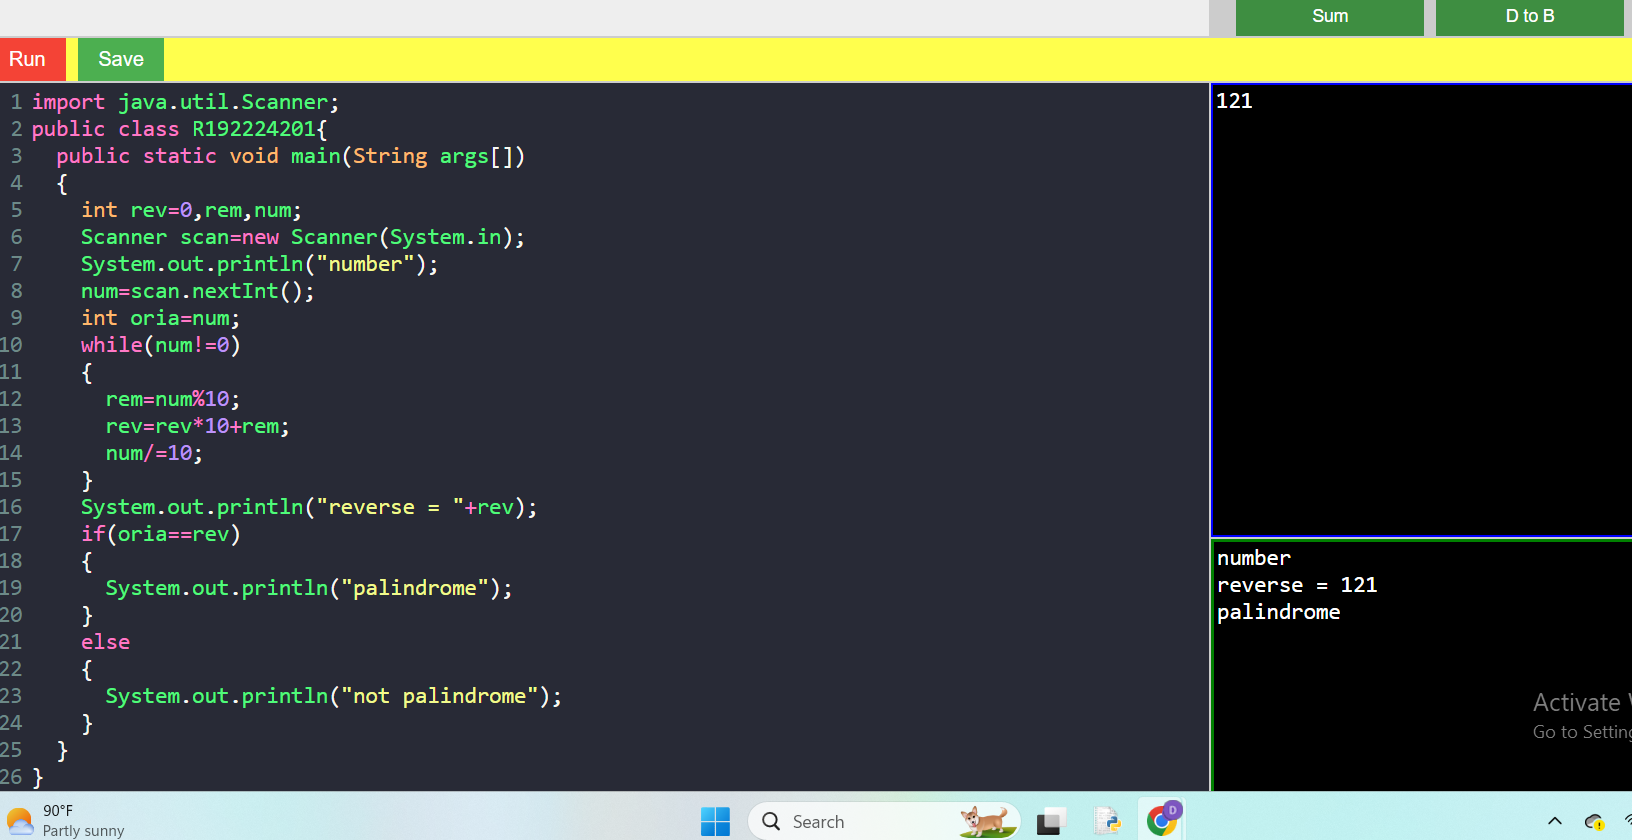 Sum D to B
Run Save
1 import java.util.Scanner;
2 public class R192224201{
3 public static void main(String args[])
4 {
5 int rev=0,rem,num;
6 Scanner scan=new Scanner(System.in);
7 System.out.println("number");
8 num=scan.nextInt();
9 int oria=num;
10 while(num!=0)
11 {
12 rem=num%10;
13 rev=rev*10+rem;
14 num/=10;
15 }
16 System.out.println("reverse = "+rev);
17 if(oria==rev)
18 {
19 System.out.println("palindrome");
20 }
21 else
22 {
23 System.out.println("not palindrome");
24 }
25 }
26 }
121
number
reverse = 121
palindrome
Activate
Go to Setting
90°F
Partly sunny
Search
D